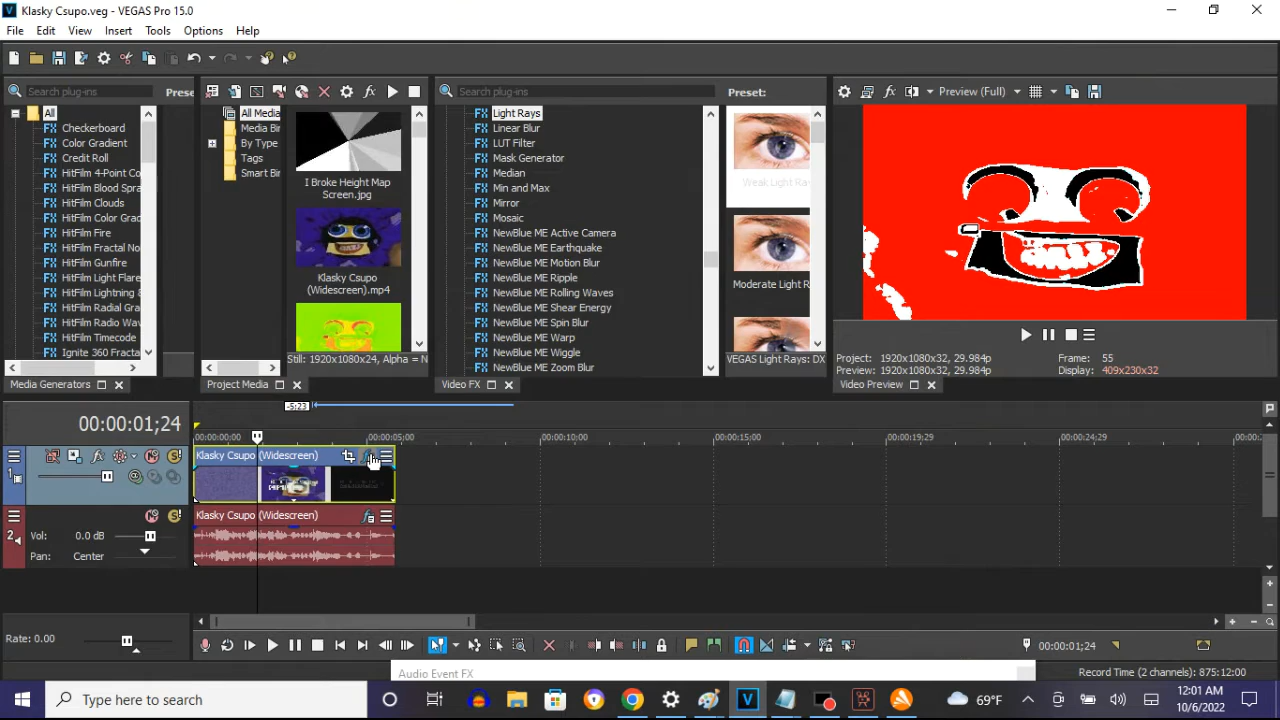 Klasky Csupo.veg - VEGAS Pro 15.0
File Edit View Insert Tools Options Help
Search plug-ins
Prese
Search plug-ins
Preset:
Preview (Full)
All
Checkerboard
Color Gradient
Credit Roll
HitFilm 4-Point Co
HitFilm Blood Spra
HitFilm Clouds
HitFilm Color Grad
HitFilm Fire
HitFilm Fractal No
HitFilm Gunfire
HitFilm Light Flare
HitFilm Lightning &
HitFilm Radial Gra
HitFilm Radio Wav
HitFilm Timecode
Ignite 360 Fracta
All Media
Media Bin
By Type
Tags
Smart Bin
I Broke Height Map
Screen.jpg
Klasky Csupo
(Widescreen).mp4
Still: 1920x1080x24, Alpha = N
Light Rays
Linear Blur
LUT Filter
Mask Generator
Median
Min and Max
Mirror
Mosaic
NewBlue ME Active Camera
NewBlue ME Earthquake
NewBlue ME Motion Blur
NewBlue ME Ripple
NewBlue ME Rolling Waves
NewBlue ME Shear Energy
NewBlue ME Spin Blur
NewBlue ME Warp
NewBlue ME Wiggle
NewBlue ME Zoom Blur
Weak Light Ra
Moderate Light R
VEGAS Light Rays: DX
Project: 1920x1080x32, 29.984p
Preview: 1920x1080x32, 29.984p
Frame: 55
Display: 409x230x32
Media Generators
Project Media
Video FX
Video Preview
-5:23
00:00:01;24
00:00:00;00
00:00:05;00
00:00:10;00
00:00:15;00
00:00:19;29
00:00:24;29
00:00:2
Klasky Csupo (Widescreen)
1
Klasky Csupo (Widescreen)
2
Vol: 0.0 dB
Pan: Center
Rate: 0.00
00:00:01;24
Audio Event FX
Record Time (2 channels): 875:12:00
Type here to search
69°F
12:01 AM
10/6/2022